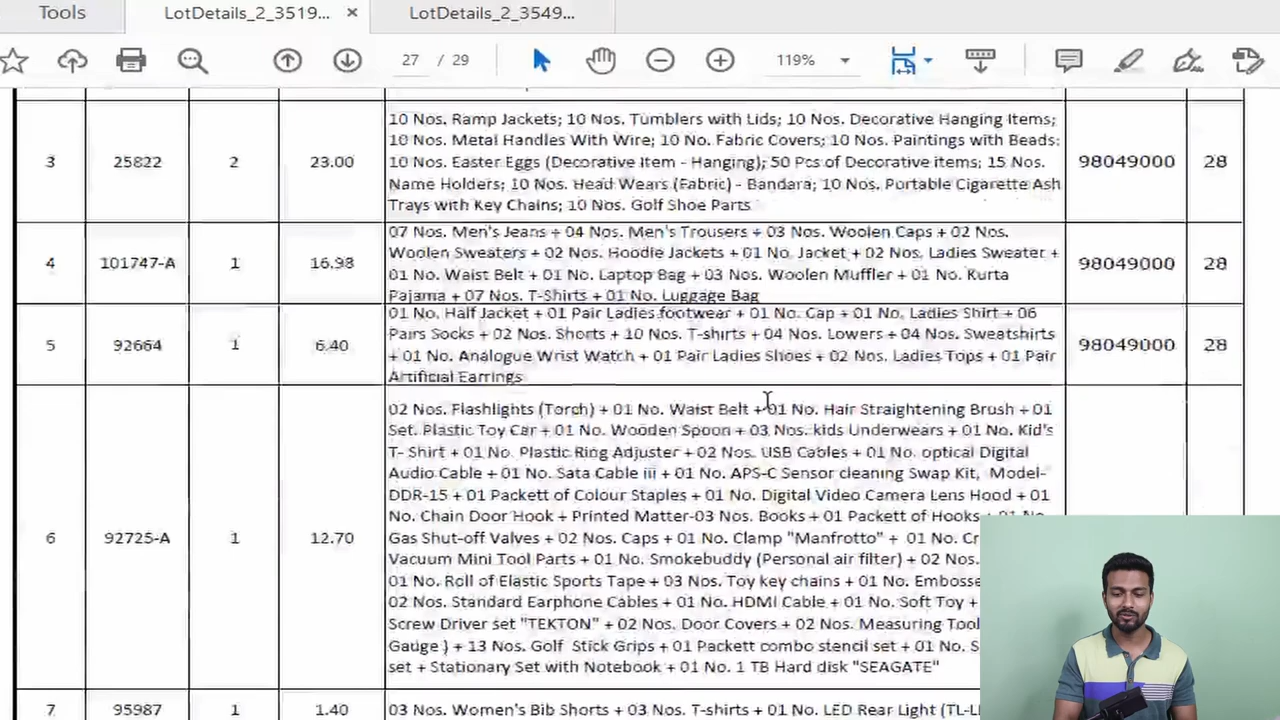 Tools
LotDetails_2_3519...
LotDetails_2_3549...
27 / 29
119%
3 25822 2 23.00
10 Nos. Ramp Jackets; 10 Nos. Tumblers with Lids; 10 Nos. Decorative Hanging Items;
10 Nos. Metal Handles With Wire; 10 No. Fabric Covers; 10 Nos. Paintings with Beads;
10 Nos. Easter Eggs (Decorative Item - Hanging); 50 Pcs of Decorative items; 15 Nos.
Name Holders; 10 Nos. Head Wears (Fabric) - Bandara; 10 Nos. Portable Cigarette Ash
Trays with Key Chains; 10 Nos. Golf Shoe Parts
98049000 28
4 101747-A 1 16.98
07 Nos. Men's Jeans + 04 Nos. Men's Trousers + 03 Nos. Woolen Caps + 02 Nos.
Woolen Sweaters + 02 Nos. Hoodie Jackets + 01 No. Jacket + 02 Nos. Ladies Sweater +
01 No. Waist Belt + 01 No. Laptop Bag + 03 Nos. Woolen Muffler + 01 No. Kurta
Pajama + 07 Nos. T-Shirts + 01 No. Luggage Bag
98049000 28
5 92664 1 6.40
01 No. Half Jacket + 01 Pair Ladies footwear + 01 No. Cap + 01 No. Ladies Shirt + 06
Pairs Socks + 02 Nos. Shorts + 10 Nos. T-shirts + 04 Nos. Lowers + 04 Nos. Sweatshirts
+ 01 No. Analogue Wrist Watch + 01 Pair Ladies Shoes + 02 Nos. Ladies Tops + 01 Pair
Artificial Earrings
98049000 28
6 92725-A 1 12.70
02 Nos. Flashlights (Torch) + 01 No. Waist Belt + 01 No. Hair Straightening Brush + 01
Set. Plastic Toy Car + 01 No. Wooden Spoon + 03 Nos. kids Underwears + 01 No. Kid's
T- Shirt + 01 No. Plastic Ring Adjuster + 02 Nos. USB Cables + 01 No. optical Digital
Audio Cable + 01 No. Sata Cable iii + 01 No. APS-C Sensor cleaning Swap Kit, Model-
DDR-15 + 01 Packett of Colour Staples + 01 No. Digital Video Camera Lens Hood + 01
No. Chain Door Hook + Printed Matter-03 Nos. Books + 01 Packett of Hooks +
Gas Shut-off Valves + 02 Nos. Caps + 01 No. Clamp "Manfrotto" + 01 No.
Vacuum Mini Tool Parts + 01 No. Smokebuddy (Personal air filter) + 02 Nos.
01 No. Roll of Elastic Sports Tape + 03 Nos. Toy key chains + 01 No.
02 Nos. Standard Earphone Cables + 01 No. HDMI Cable + 01 No. Soft Toy +
Screw Driver set "TEKTON" + 02 Nos. Door Covers + 02 Nos. Measuring
Gauge ) + 13 Nos. Golf Stick Grips + 01 Packett combo stencil set + 01 No.
set + Stationary Set with Notebook + 01 No. 1 TB Hard disk "SEAGATE"
7 95987 1 1.40
03 Nos. Women's Bib Shorts + 03 Nos. T-shirts + 01 No. LED Rear Light